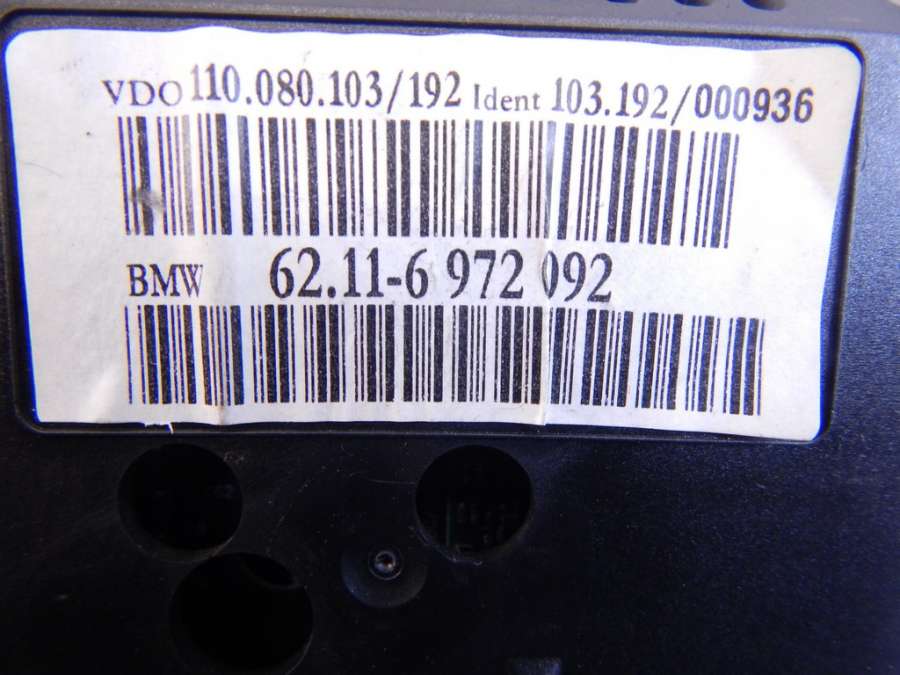 VDO 110.080.103/192 Ident 103.192/000936
BMW 62.11-6 972 092